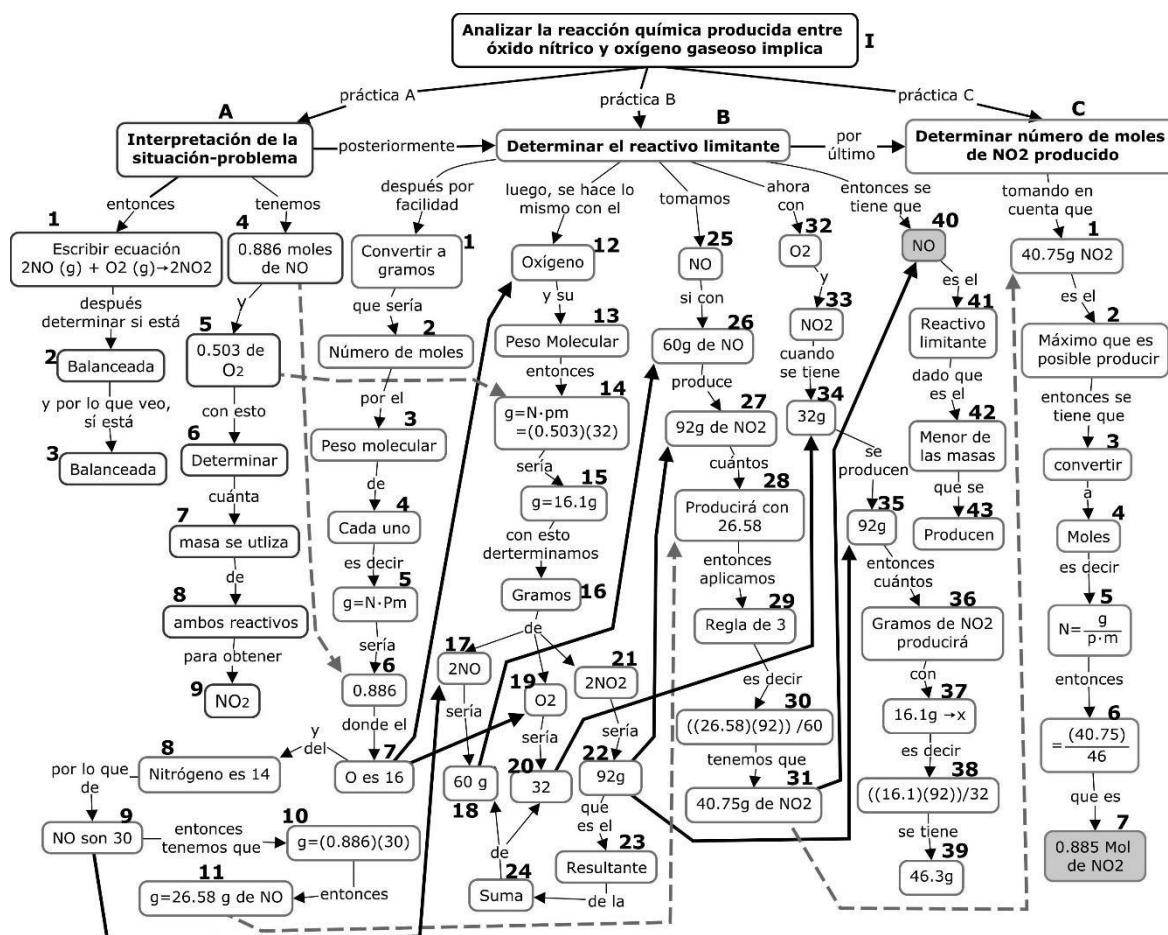 Analizar la reacción química producida entre
óxido nítrico y oxígeno gaseoso implica
I
práctica A
práctica B
práctica C
A
Interpretación de la
situación-problema
posteriormente
B
Determinar el reactivo limitante
por
último
C
Determinar número de moles
de NO2 producido
entonces
1
Escribir ecuación
2NO (g) + O2 (g)→2NO2
después
determinar si está
2
Balanceada
y por lo que veo,
sí está
3
Balanceada
tenemos
4
0.886 moles
de NO
y
5
0.503 de
O2
con esto
6
Determinar
cuánta
7
masa se utliza
de
8
ambos reactivos
para obtener
9
NO2
después por
facilidad
1
Convertir a
gramos
que sería
2
Número de moles
por el
3
Peso molecular
de
4
Cada uno
es decir
5
g=N·Pm
sería
6
0.886
donde el
7
O es 16
y
del
8
Nitrógeno es 14
por lo que
de
9
NO son 30
entonces
tenemos que
10
g=(0.886)(30)
entonces
11
g=26.58 g de NO
luego, se hace lo
mismo con el
12
Oxígeno
y su
13
Peso Molecular
entonces
14
g=N·pm
=(0.503)(32)
sería
15
g=16.1g
con esto
derterminamos
16
Gramos
de
17
2NO
sería
18
60 g
19
O2
sería
20
32
21
2NO2
sería
22
92g
que
es el
23
Resultante
de la
24
Suma
de
tomamos
25
NO
si con
26
60g de NO
produce
27
92g de NO2
cuántos
28
Producirá con
26.58
entonces
aplicamos
29
Regla de 3
es decir
30
((26.58)(92)) /60
tenemos que
31
40.75g de NO2
ahora
con
32
O2
y
33
NO2
cuando
se tiene
34
32g
se
producen
35
92g
entonces
cuántos
36
Gramos de NO2
producirá
con
37
16.1g →x
es decir
38
((16.1)(92))/32
se tiene
39
46.3g
entonces se
tiene que
40
NO
es el
41
Reactivo
limitante
dado que
es el
42
Menor de
las masas
que se
43
Producen
tomando en
cuenta que
1
40.75g NO2
es el
2
Máximo que es
posible producir
entonces se
tiene que
3
convertir
a
4
Moles
es decir
5
N= g
p·m
entonces
6
= (40.75)
46
que es
7
0.885 Mol
de NO2